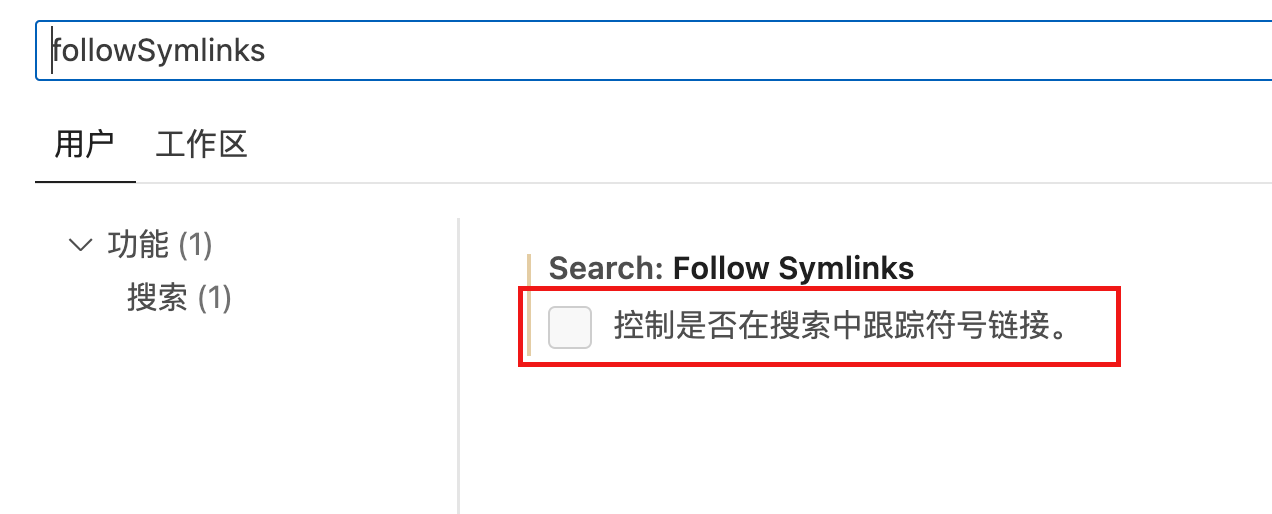 followSymlinks
用户 工作区
功能 (1)
搜索 (1)
Search: Follow Symlinks
控制是否在搜索中跟踪符号链接。